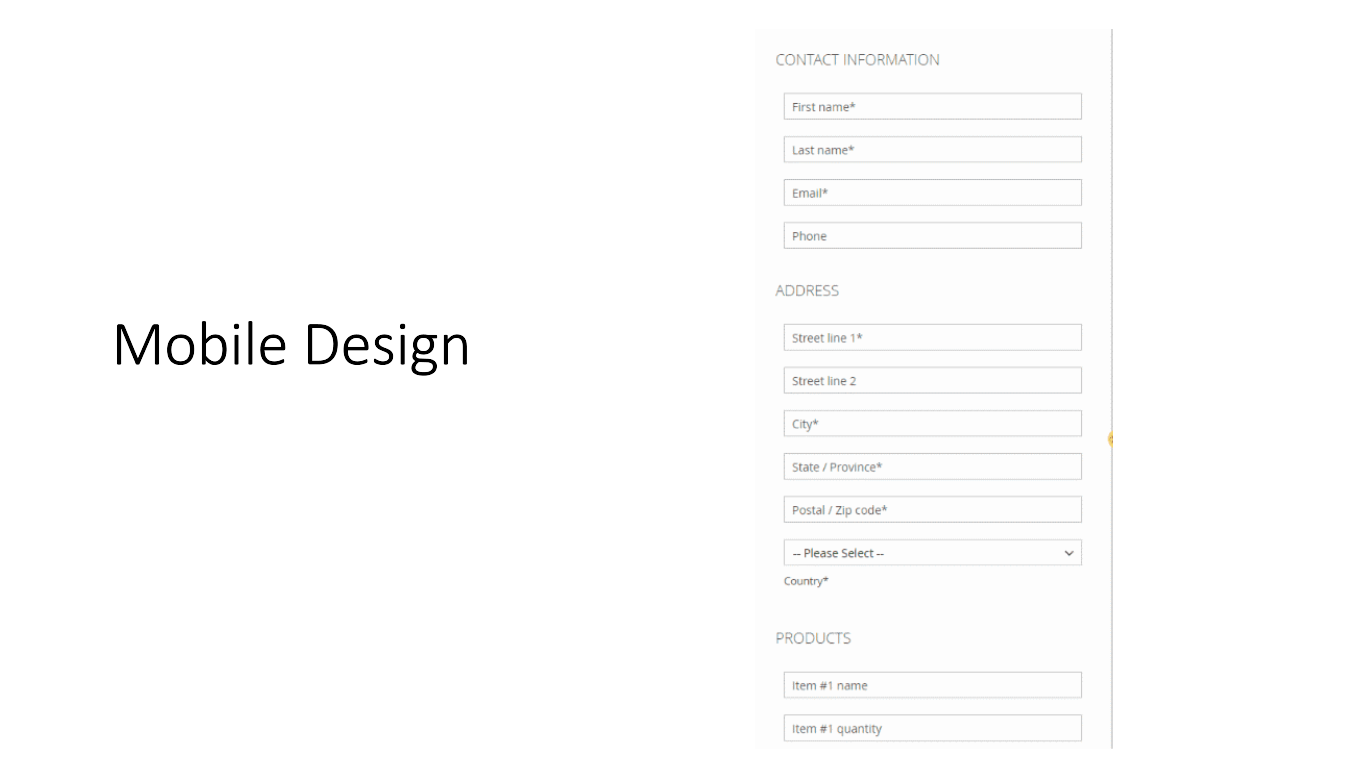 Mobile Design
CONTACT INFORMATION
First name*
Last name*
Email*
Phone
ADDRESS
Street line 1*
Street line 2
City*
State / Province*
Postal / Zip code*
-- Please Select --
Country*
PRODUCTS
Item #1 name
Item #1 quantity